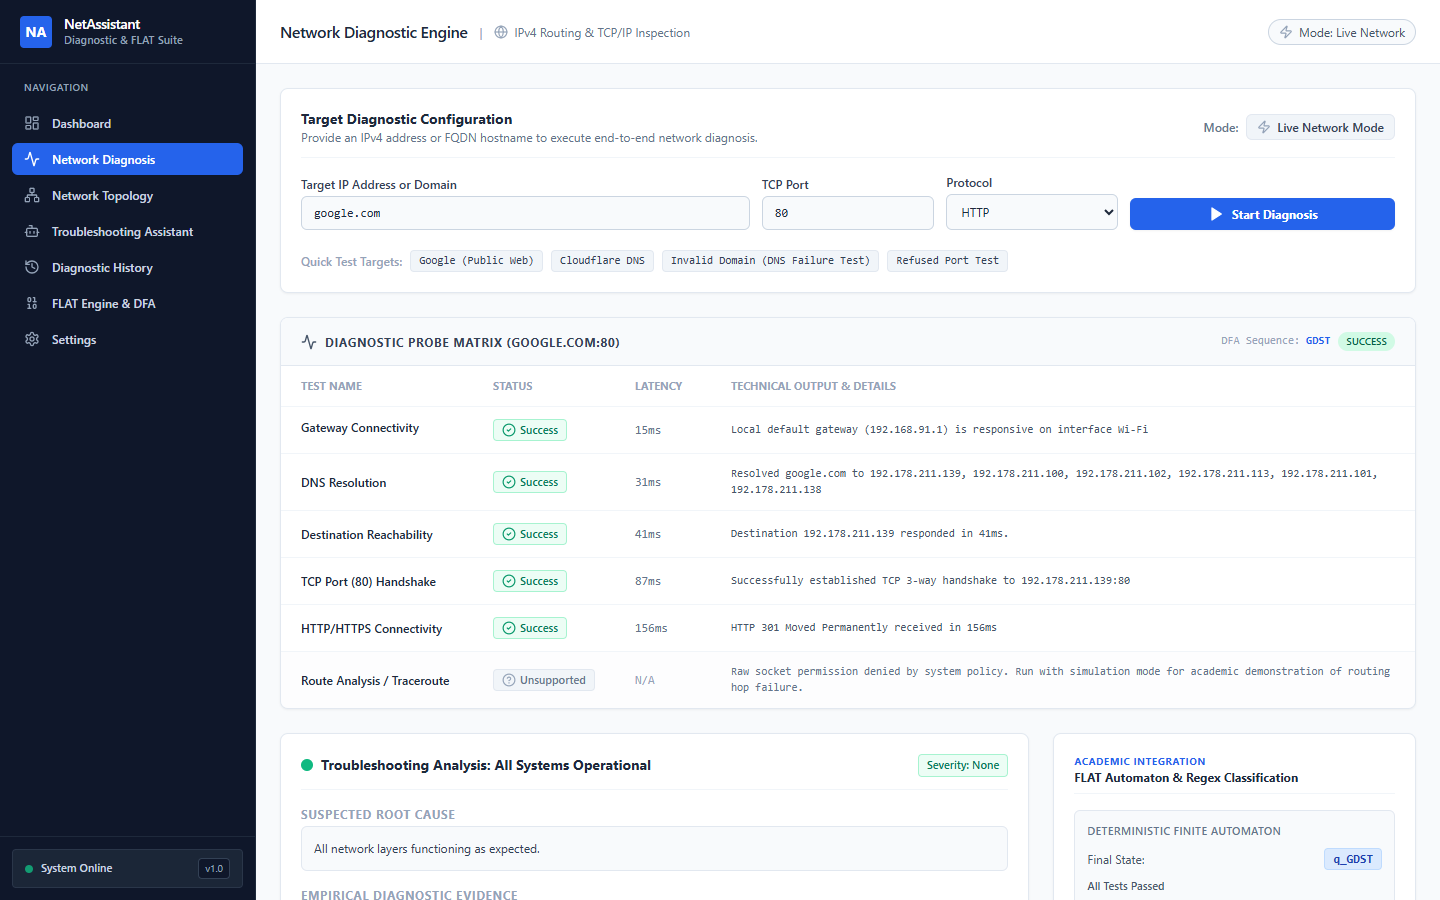 NA
NetAssistant
Diagnostic & FLAT Suite
NAVIGATION
Dashboard
Network Diagnosis
Network Topology
Troubleshooting Assistant
Diagnostic History
FLAT Engine & DFA
Settings
System Online
v1.0
Network Diagnostic Engine | IPv4 Routing & TCP/IP Inspection
Mode: Live Network
Target Diagnostic Configuration
Provide an IPv4 address or FQDN hostname to execute end-to-end network diagnosis.
Mode: Live Network Mode
Target IP Address or Domain
TCP Port
Protocol
google.com
80
HTTP
Start Diagnosis
Quick Test Targets: Google (Public Web) Cloudflare DNS Invalid Domain (DNS Failure Test) Refused Port Test
DIAGNOSTIC PROBE MATRIX (GOOGLE.COM:80)
DFA Sequence: GDST SUCCESS
TEST NAME STATUS LATENCY TECHNICAL OUTPUT & DETAILS
Gateway Connectivity Success 15ms Local default gateway (192.168.91.1) is responsive on interface Wi-Fi
DNS Resolution Success 31ms Resolved google.com to 192.178.211.139, 192.178.211.100, 192.178.211.102, 192.178.211.113, 192.178.211.101,
192.178.211.138
Destination Reachability Success 41ms Destination 192.178.211.139 responded in 41ms.
TCP Port (80) Handshake Success 87ms Successfully established TCP 3-way handshake to 192.178.211.139:80
HTTP/HTTPS Connectivity Success 156ms HTTP 301 Moved Permanently received in 156ms
Route Analysis / Traceroute Unsupported N/A Raw socket permission denied by system policy. Run with simulation mode for academic demonstration of routing
hop failure.
Troubleshooting Analysis: All Systems Operational
Severity: None
SUSPECTED ROOT CAUSE
All network layers functioning as expected.
EMPIRICAL DIAGNOSTIC EVIDENCE
ACADEMIC INTEGRATION
FLAT Automaton & Regex Classification
DETERMINISTIC FINITE AUTOMATON
Final State: q_GDST
All Tests Passed